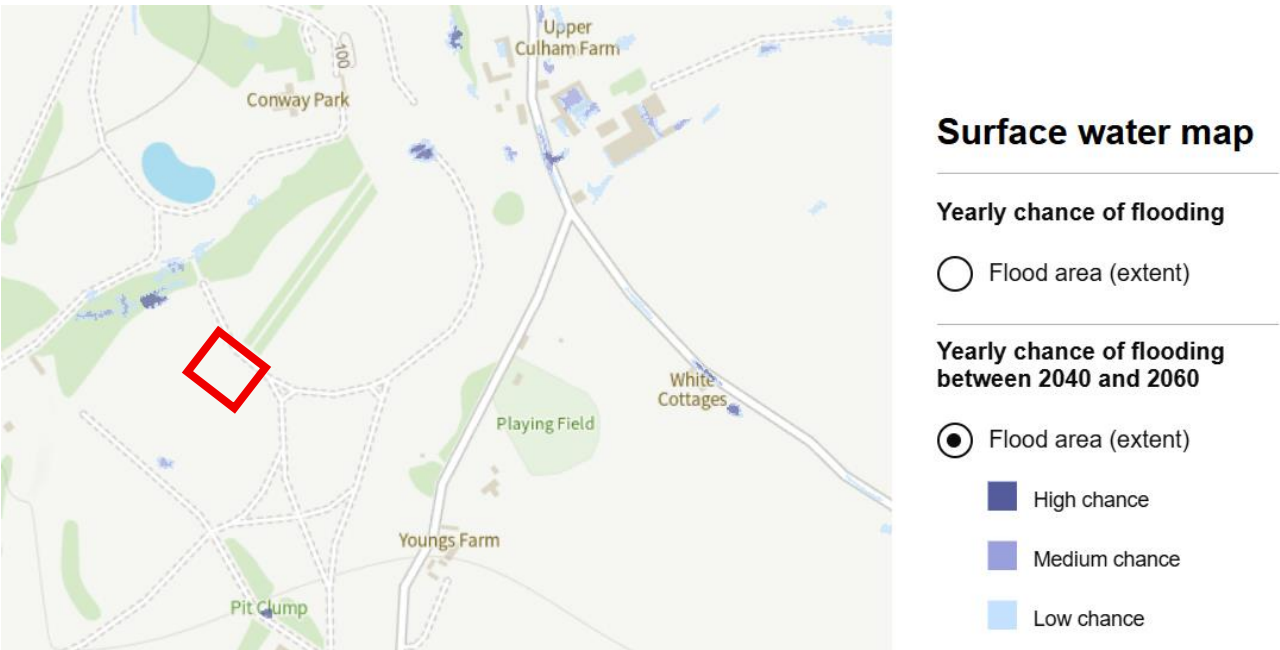 Upper
Culham Farm
100
Conway Park
White
Cottages
Playing Field
Youngs Farm
Pit Clump
Surface water map
Yearly chance of flooding
Flood area (extent)
Yearly chance of flooding
between 2040 and 2060
Flood area (extent)
High chance
Medium chance
Low chance